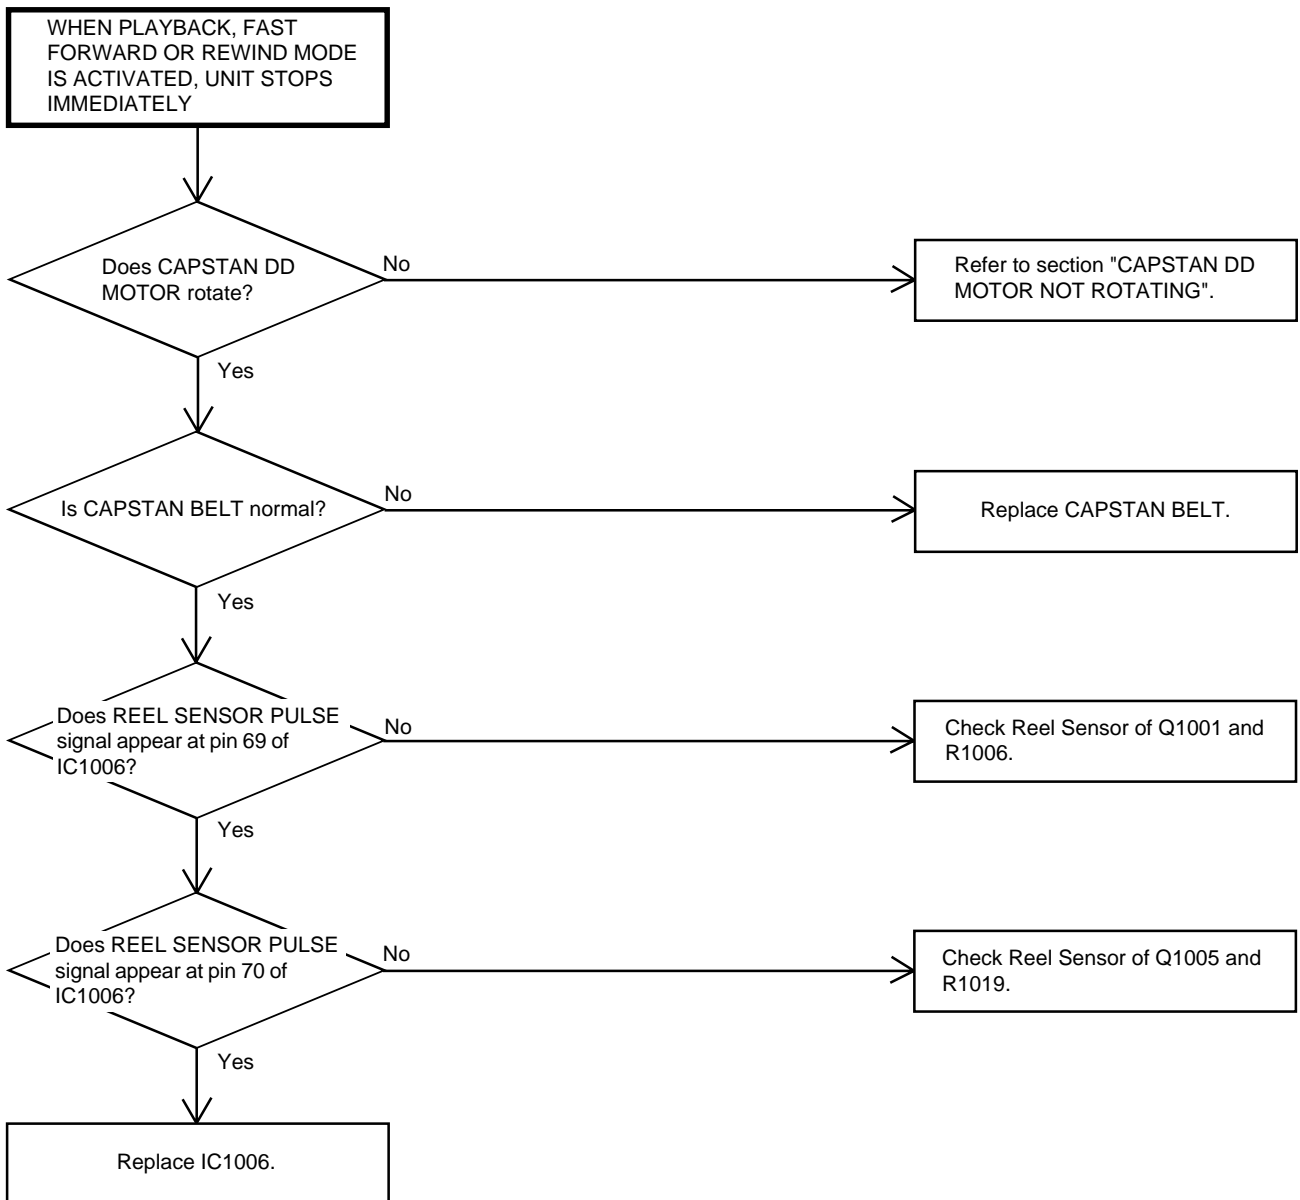 WHEN PLAYBACK, FAST
FORWARD OR REWIND MODE
IS ACTIVATED, UNIT STOPS
IMMEDIATELY
Does CAPSTAN DD
MOTOR rotate?
No
Refer to section "CAPSTAN DD
MOTOR NOT ROTATING".
Yes
Is CAPSTAN BELT normal?
No
Replace CAPSTAN BELT.
Yes
Does REEL SENSOR PULSE
signal appear at pin 69 of
IC1006?
No
Check Reel Sensor of Q1001 and
R1006.
Yes
Does REEL SENSOR PULSE
signal appear at pin 70 of
IC1006?
No
Check Reel Sensor of Q1005 and
R1019.
Yes
Replace IC1006.